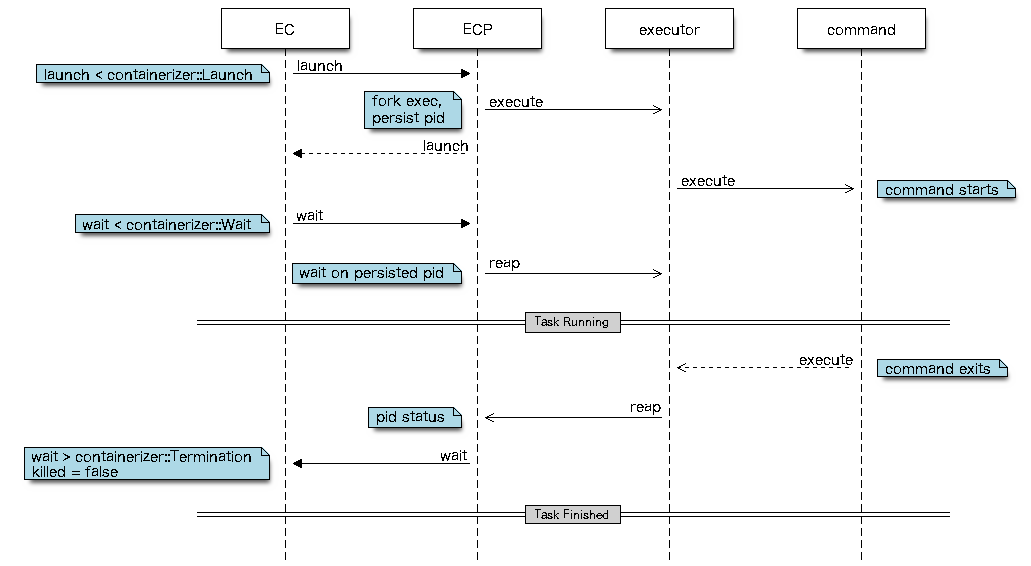 EC
ECP
executor
command
launch < containerizer::Launch
launch
fork exec,
persist pid
execute
launch
execute
command starts
wait < containerizer::Wait
wait
wait on persisted pid
reap
Task Running
execute
command exits
reap
pid status
wait > containerizer::Termination
killed = false
wait
Task Finished